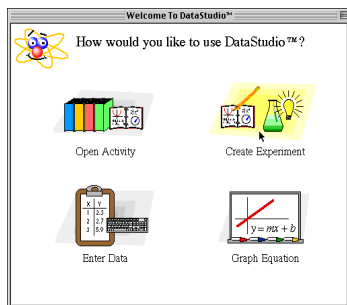 Welcome To DataStudio™
How would you like to use DataStudio™?
Open Activity
Create Experiment
X Y
1 2.3
2 2.7
3 5.9
y = mx + b
Enter Data
Graph Equation